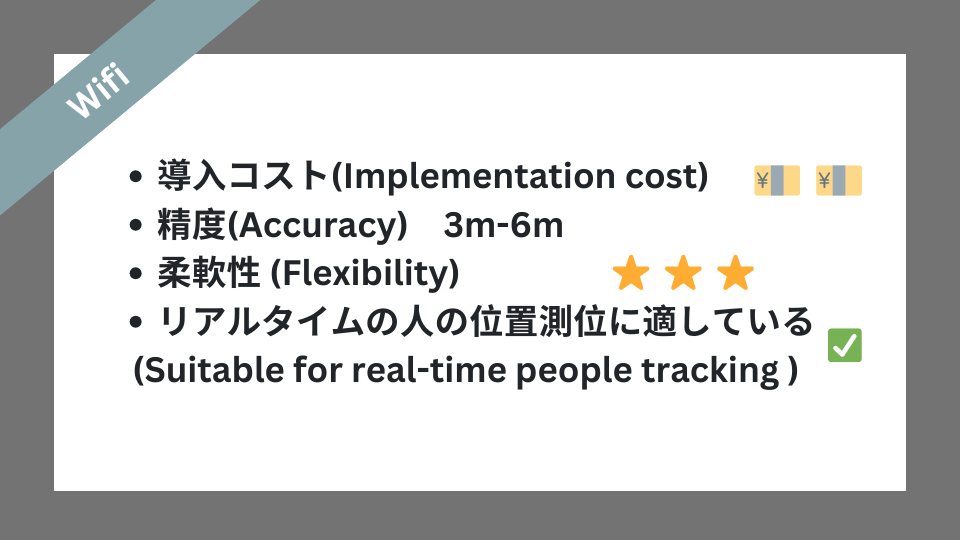 Wifi
• 導入コスト(Implementation cost) 💴 💴
• 精度(Accuracy) 3m-6m
• 柔軟性 (Flexibility) ⭐ ⭐ ⭐
• リアルタイムの人の位置測位に適している ✅
(Suitable for real-time people tracking )